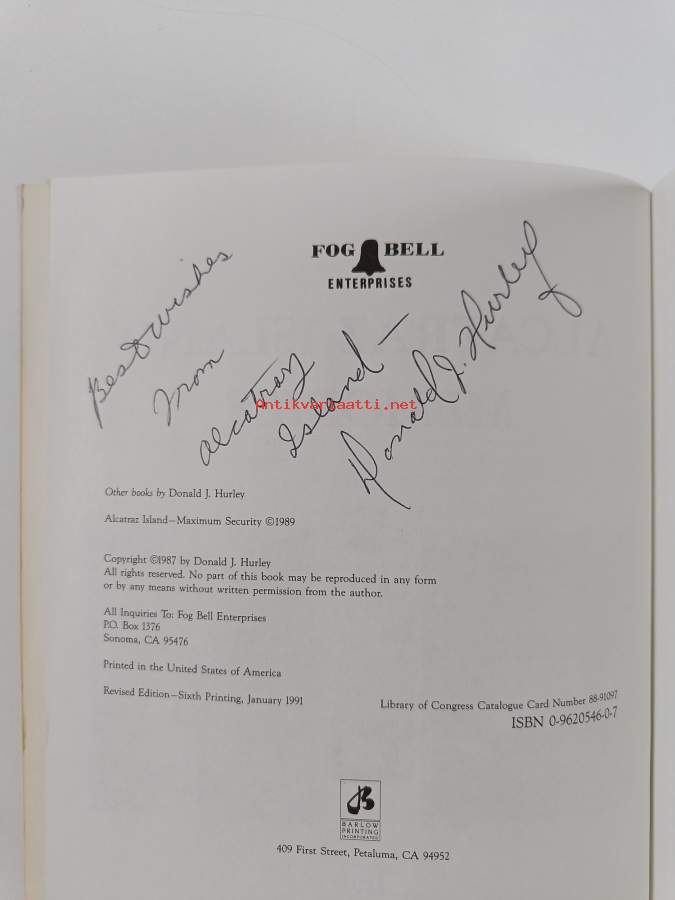 FOG BELL
ENTERPRISES
Best wishes
from
Alcatraz
Island –
Donald J. Hurley
Antikvariaatti.net
Other books by Donald J. Hurley
Alcatraz Island—Maximum Security ©1989
Copyright ©1987 by Donald J. Hurley
All rights reserved. No part of this book may be reproduced in any form
or by any means without written permission from the author.
All Inquiries To: Fog Bell Enterprises
P.O. Box 1376
Sonoma, CA 95476
Printed in the United States of America
Revised Edition—Sixth Printing, January 1991
Library of Congress Catalogue Card Number 88-91097
ISBN 0-9620546-0-7
BARLOW
PRINTING
INCORPORATED
409 First Street, Petaluma, CA 94952